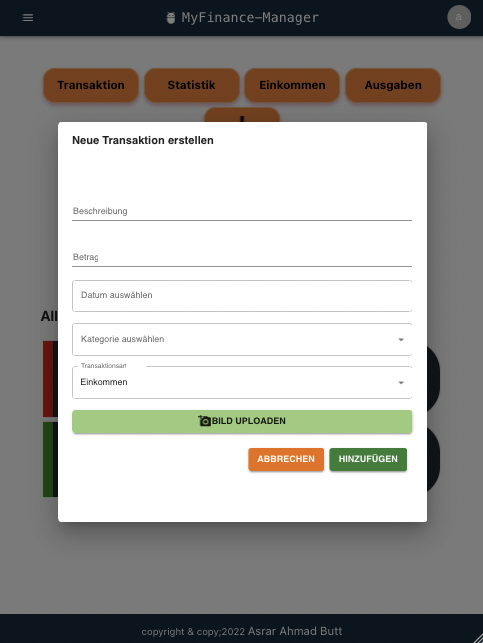 MyFinance-Manager
a
Transaktion Statistik Einkommen Ausgaben
Neue Transaktion erstellen
Beschreibung
Betrag
Datum auswählen
All
Kategorie auswählen
Transaktionsart
Einkommen
BILD UPLOADEN
ABBRECHEN HINZUFÜGEN
copyright & copy;2022 Asrar Ahmad Butt